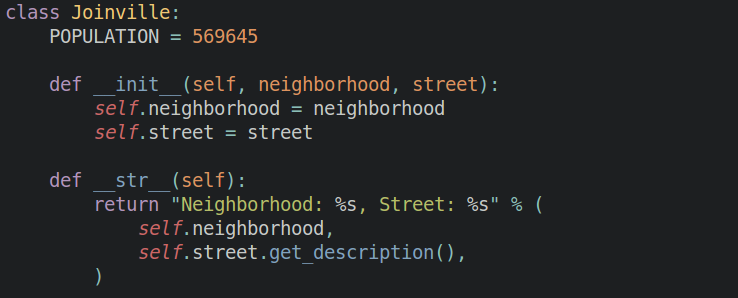 class Joinville:
    POPULATION = 569645

    def __init__(self, neighborhood, street):
        self.neighborhood = neighborhood
        self.street = street

    def __str__(self):
        return "Neighborhood: %s, Street: %s" % (
            self.neighborhood,
            self.street.get_description(),
        )